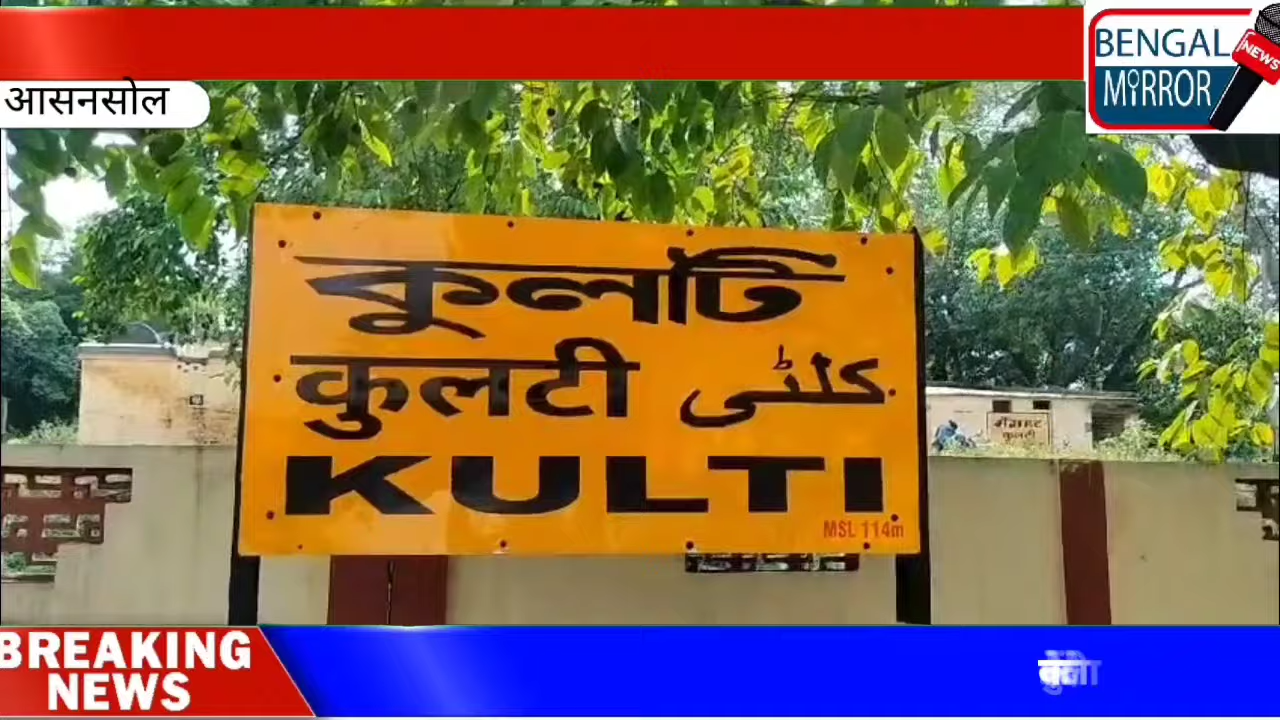 BENGAL
MIRROR
NEWS
आसनसोल
কুলটি
कुलटी کلٹی
KULTI
MSL 114m
BREAKING
NEWS